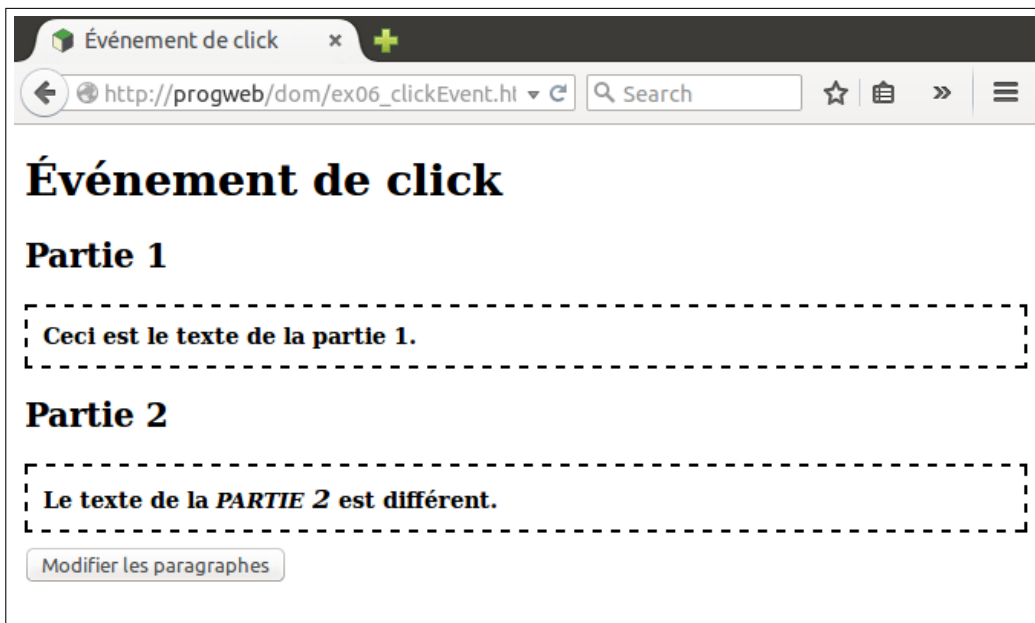 Événement de click
http://progweb/dom/ex06_clickEvent.ht
Search
Événement de click
Partie 1
Ceci est le texte de la partie 1.
Partie 2
Le texte de la PARTIE 2 est différent.
Modifier les paragraphes